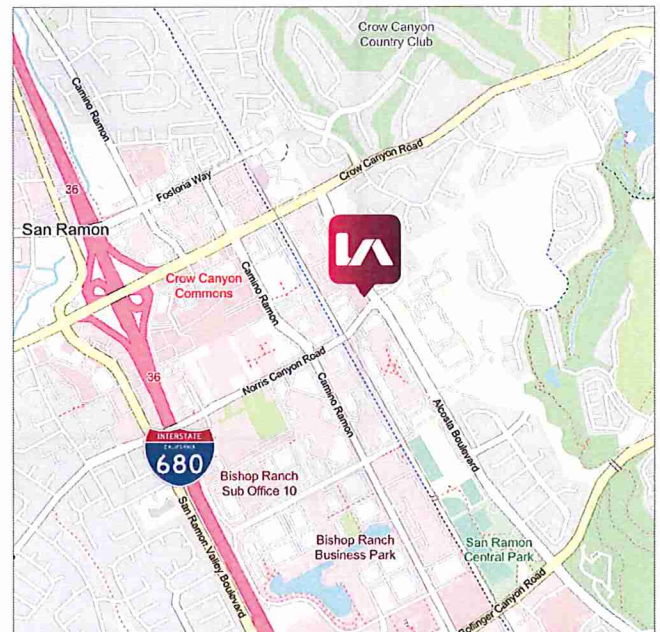 Crow Canyon
Country Club
Camino Ramon
Crow Canyon Road
Fostoria Way
36
San Ramon
Crow Canyon
Commons
Camino Ramon
36
Norris Canyon Road
Camino Ramon
Alcosta Boulevard
INTERSTATE
CALIFORNIA
680
Bishop Ranch
Sub Office 10
San Ramon Valley Boulevard
Bishop Ranch
Business Park
San Ramon
Central Park
Bollinger Canyon Road